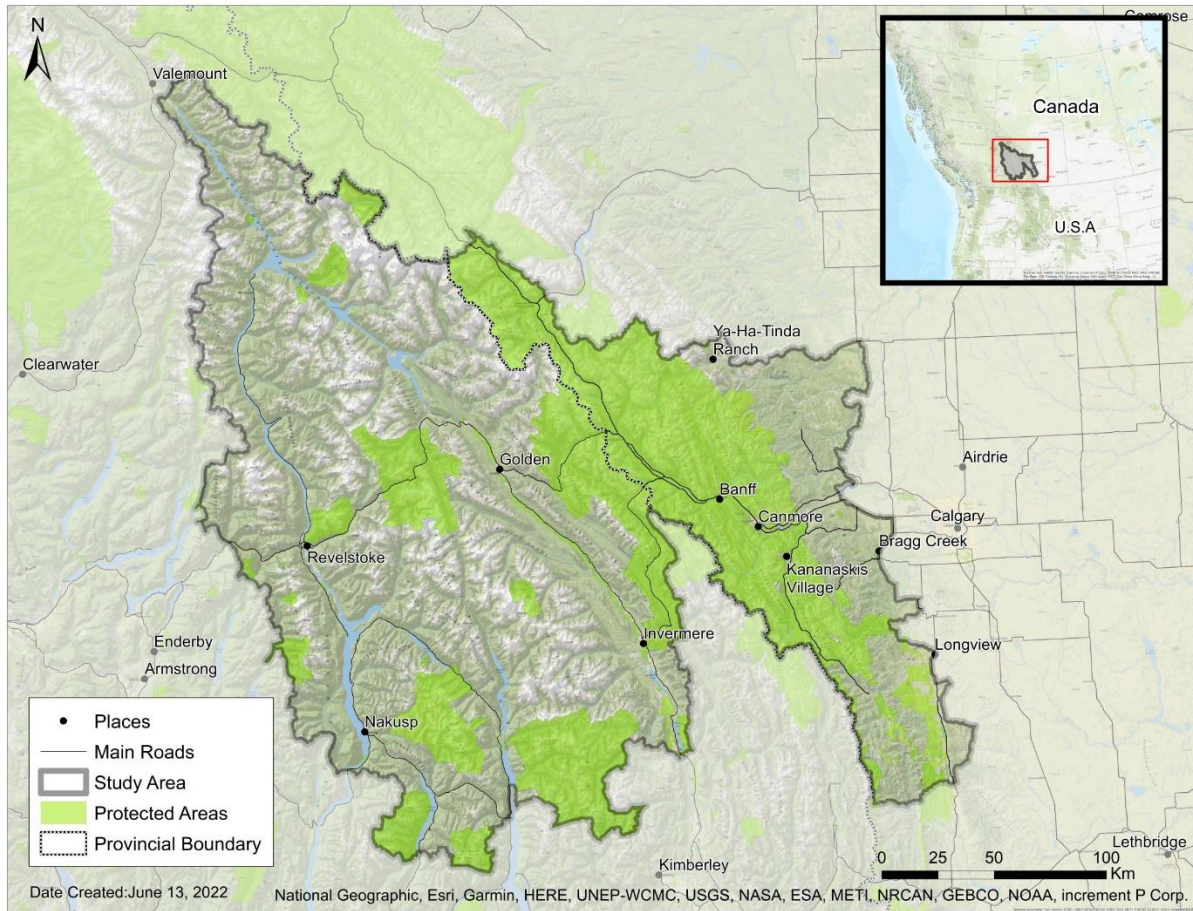 N
Camrose
Valemount
Canada
U.S.A
Ya-Ha-Tinda
Ranch
Clearwater
Golden
Airdrie
Banff
Canmore
Calgary
Bragg Creek
Revelstoke
Kananaskis
Village
Enderby
Armstrong
Invermere
Longview
Nakusp
Places
Main Roads
Study Area
Protected Areas
Provincial Boundary
Kimberley
Lethbridge
0 25 50 100
Km
Date Created:June 13, 2022
National Geographic, Esri, Garmin, HERE, UNEP-WCMC, USGS, NASA, ESA, METI, NRCAN, GEBCO, NOAA, increment P Corp.